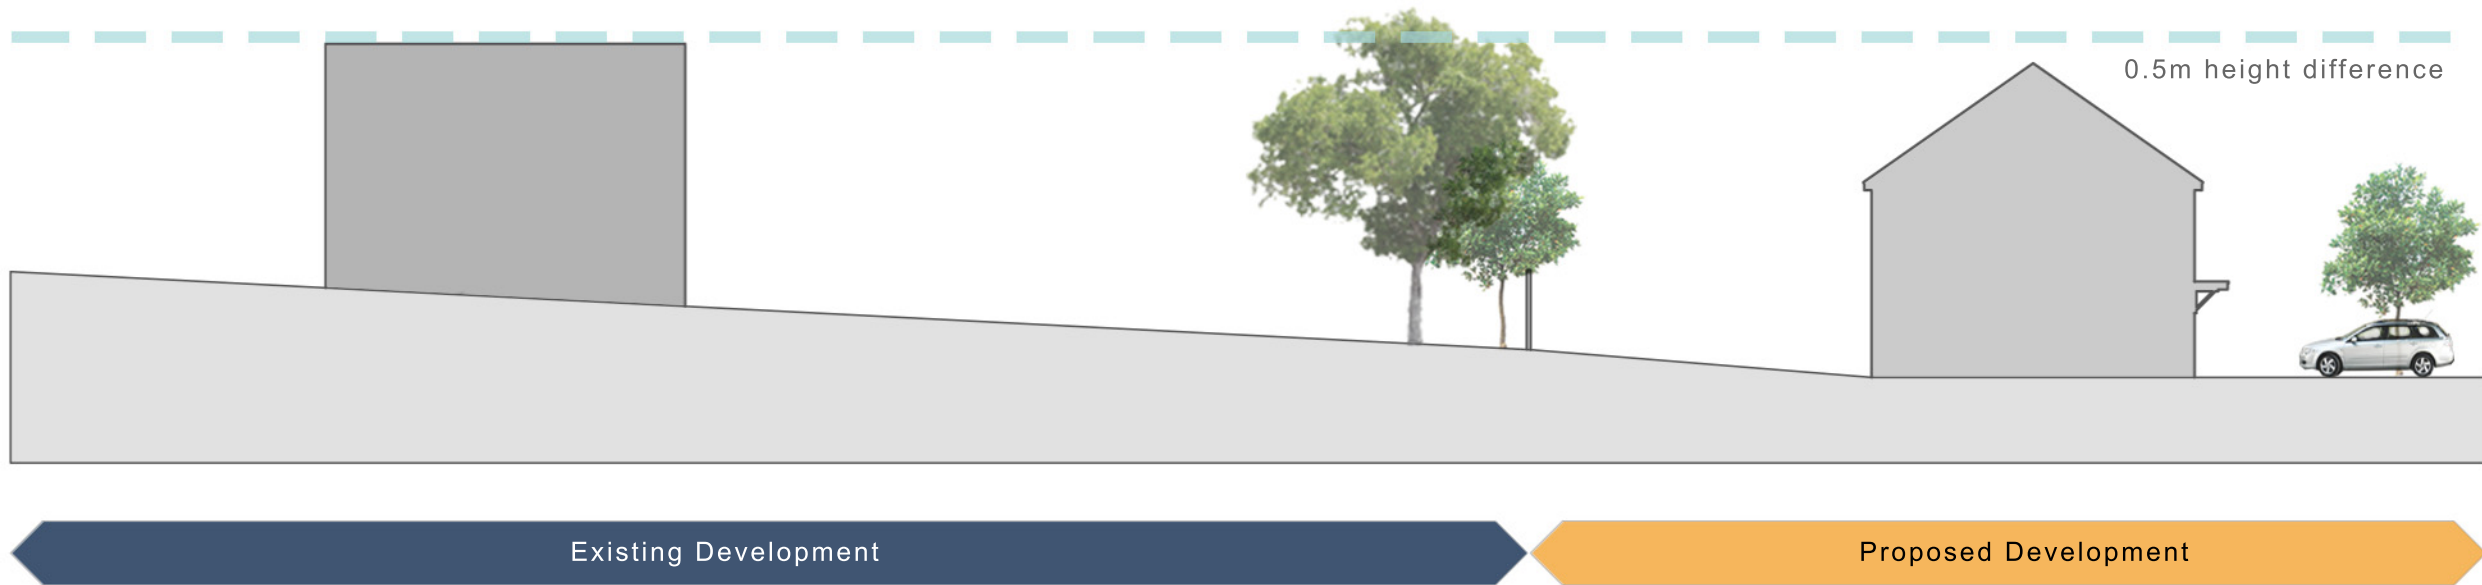 0.5m height difference
Existing Development
Proposed Development